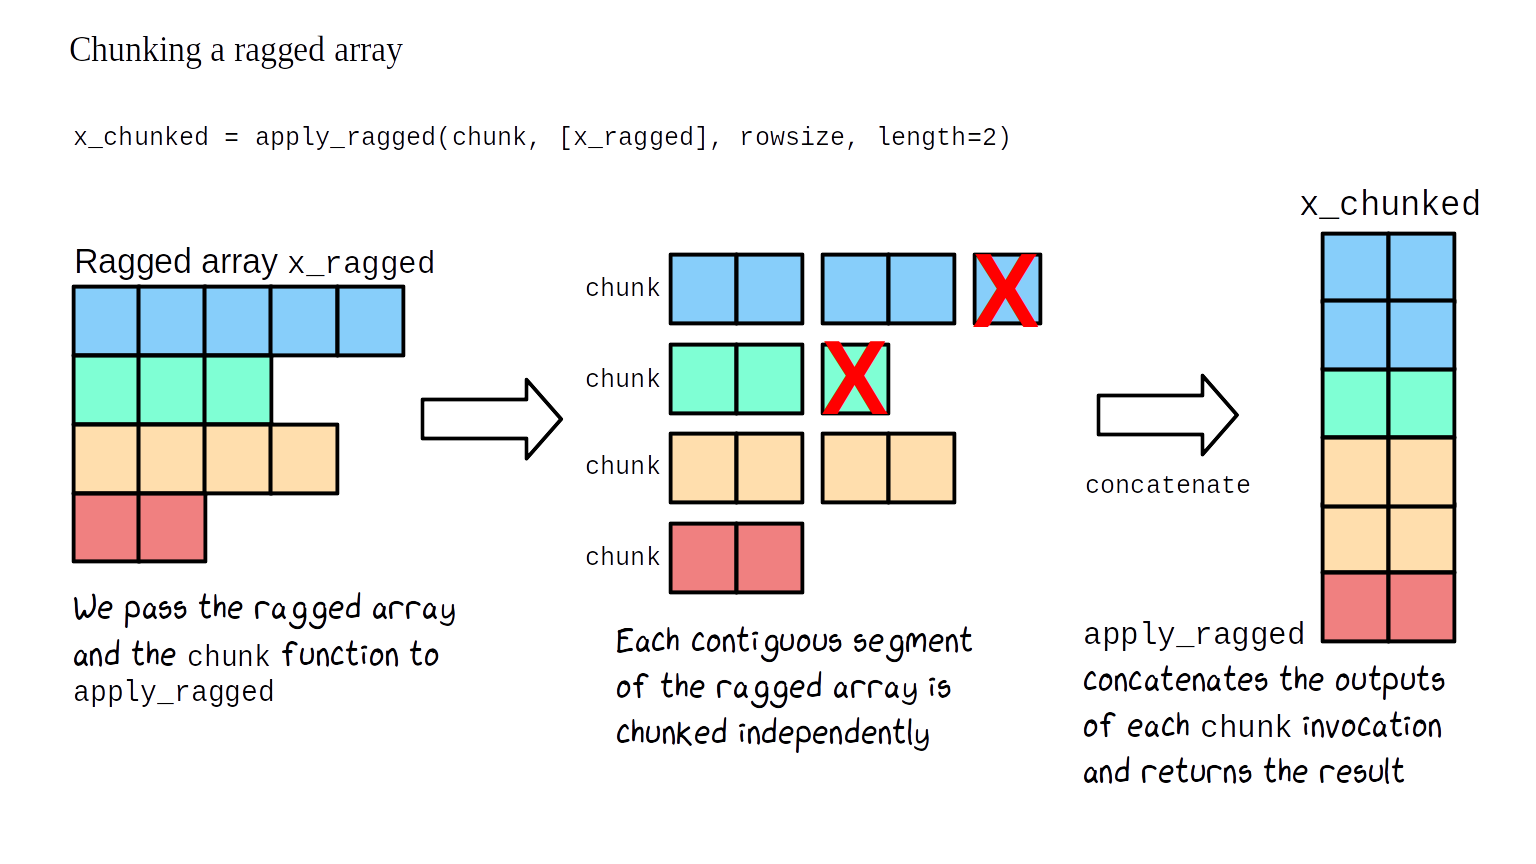 Chunking a ragged array
x_chunked = apply_ragged(chunk, [x_ragged], rowsize, length=2)
Ragged array x_ragged
We pass the ragged array
and the chunk function to
apply_ragged
chunk
X
chunk
X
chunk
chunk
Each contiguous segment
of the ragged array is
chunked independently
x_chunked
concatenate
apply_ragged
concatenates the outputs
of each chunk invocation
and returns the result